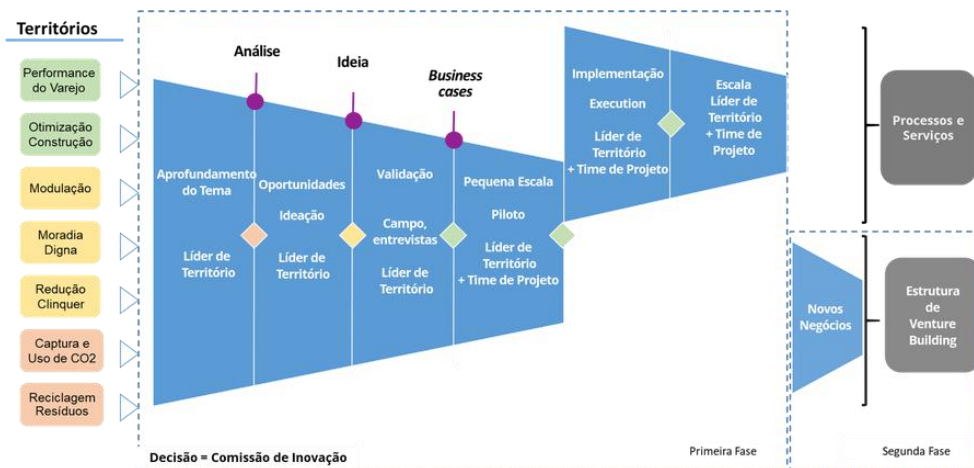 Territórios
Performance
do Varejo
Otimização
Construção
Modulação
Moradia
Digna
Redução
Clinquer
Captura e
Uso de CO2
Reciclagem
Resíduos
Análise
Ideia
Business
cases
Aprofundamento
do Tema
Líder de
Território
Oportunidades
Ideação
Líder de
Território
Validação
Campo,
entrevistas
Líder de
Território
Pequena Escala
Piloto
Líder de
Território
+ Time de Projeto
Implementação
Execution
Líder de
Território
+ Time de Projeto
Escala
Líder de
Território
+ Time de
Projeto
Processos e
Serviços
Novos
Negócios
Estrutura
de
Venture
Building
Decisão = Comissão de Inovação
Primeira Fase
Segunda Fase